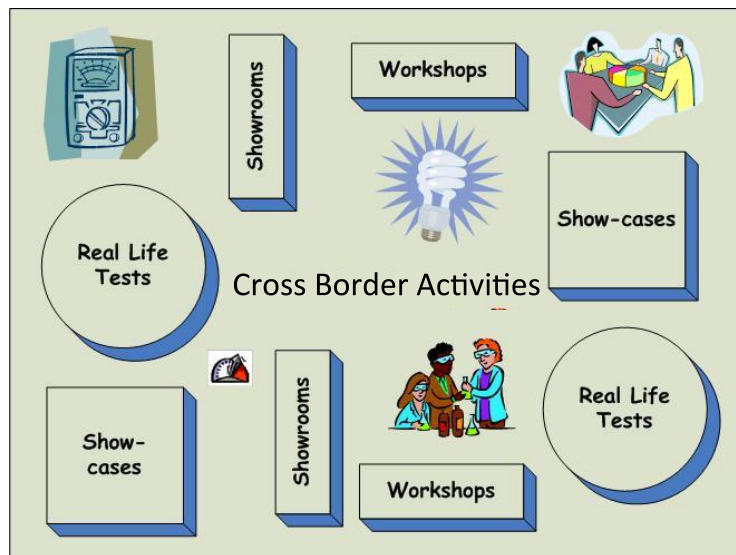 Showrooms
Workshops
Show-cases
Real Life
Tests
Cross Border Activities
Show-
cases
Showrooms
Workshops
Real Life
Tests